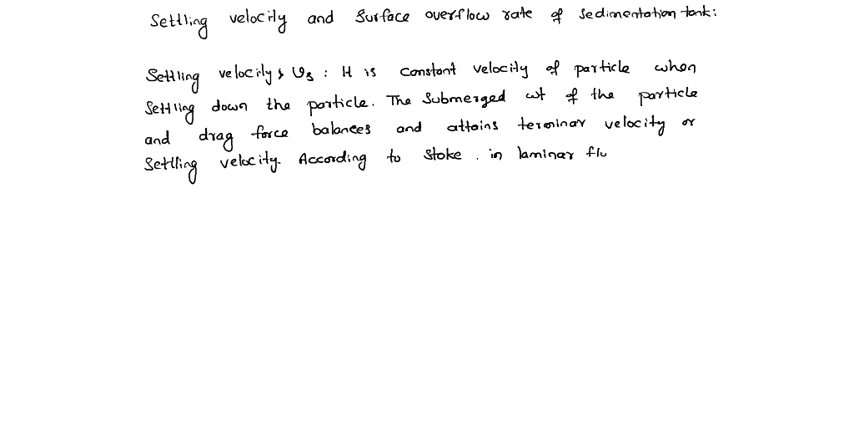 Settling velocity and Surface overflow rate of Sedimentation tank:
Settling velocity, Vs : It is constant velocity of particle when
Settling down the particle. The Submerged wt of the particle
and drag force balances and attains terminar velocity or
Settling velocity. According to Stoke . in laminar flu